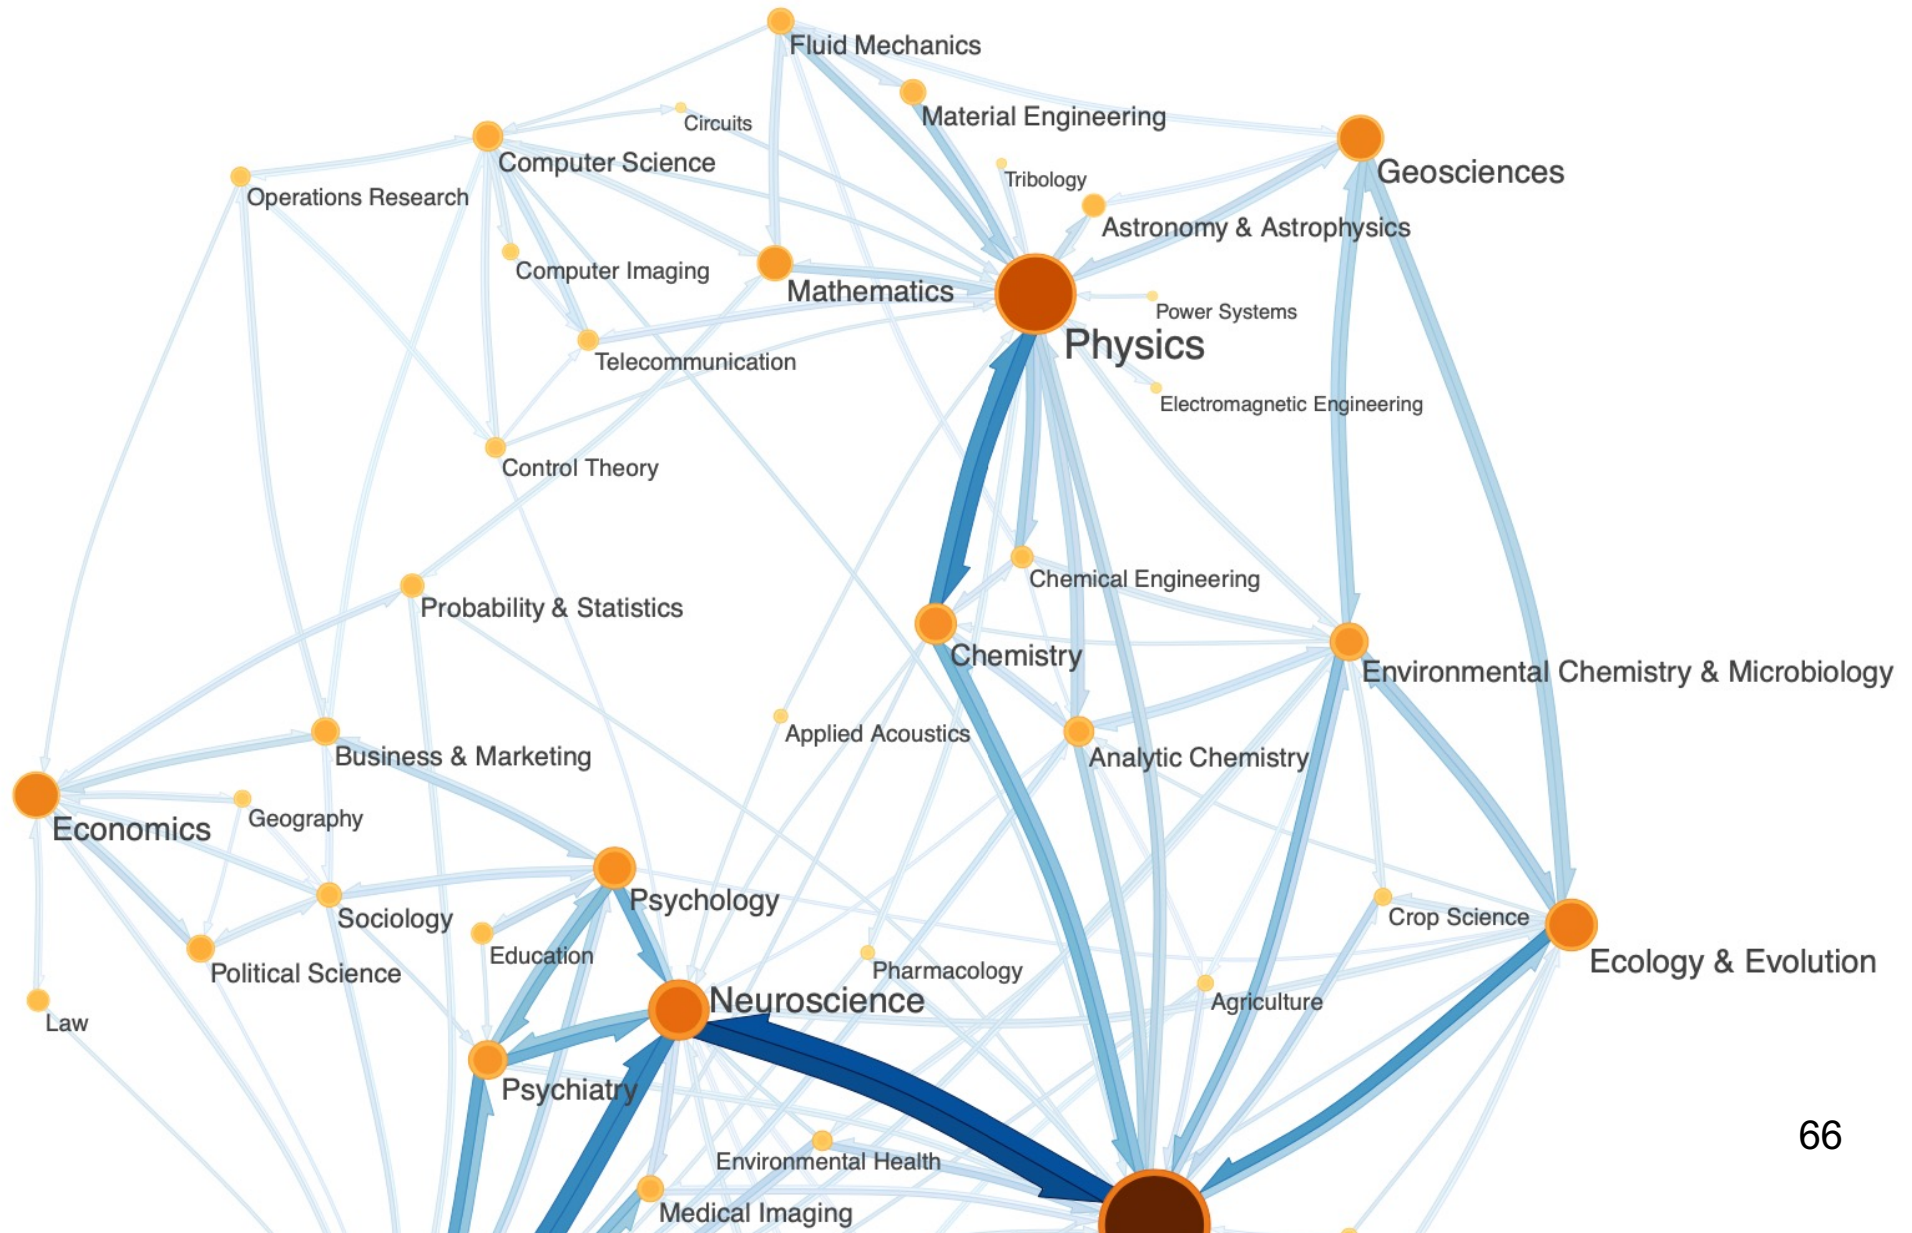 Fluid Mechanics
Material Engineering
Circuits
Computer Science
Geosciences
Tribology
Operations Research
Astronomy & Astrophysics
Computer Imaging
Mathematics
Power Systems
Physics
Telecommunication
Electromagnetic Engineering
Control Theory
Chemical Engineering
Probability & Statistics
Chemistry
Environmental Chemistry & Microbiology
Applied Acoustics
Business & Marketing
Analytic Chemistry
Geography
Economics
Psychology
Sociology
Crop Science
Education
Ecology & Evolution
Political Science
Pharmacology
Neuroscience
Agriculture
Law
Psychiatry
66
Environmental Health
Medical Imaging